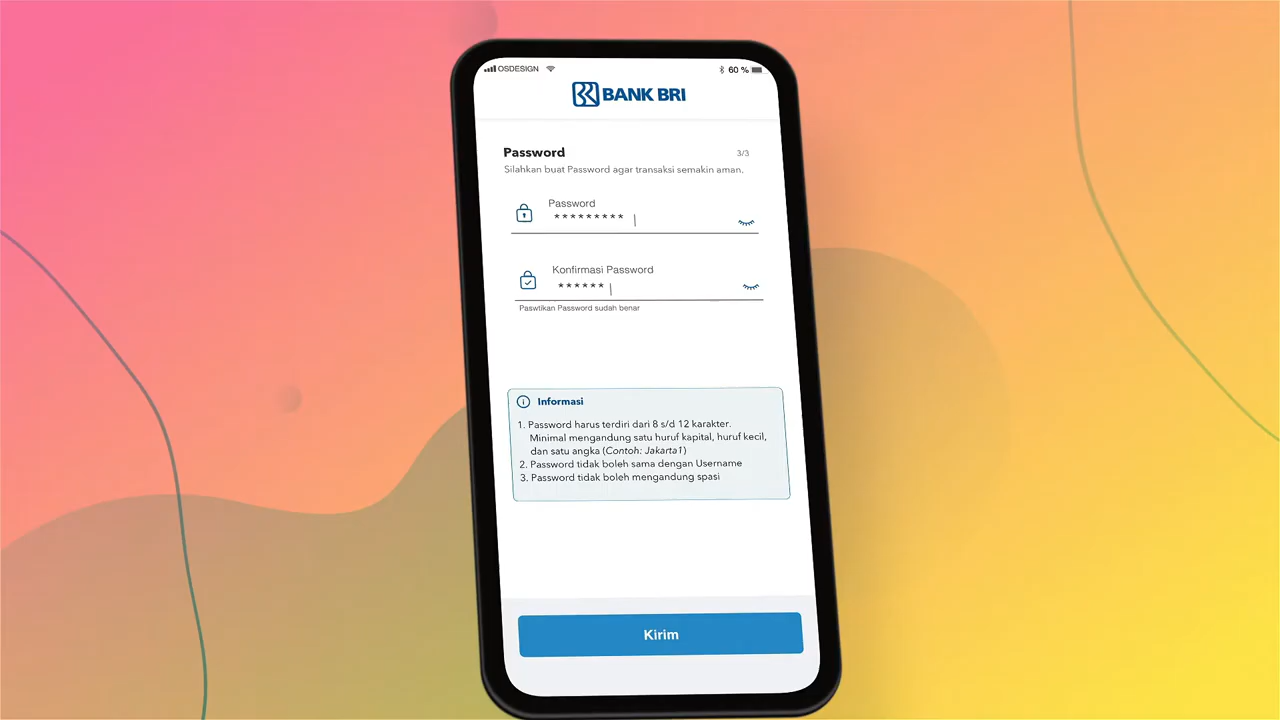 OSDESIGN 60 %
BANK BRI
Password 3/3
Silahkan buat Password agar transaksi semakin aman.
Password
*********
Konfirmasi Password
******
Paswtikan Password sudah benar
Informasi
1. Password harus terdiri dari 8 s/d 12 karakter.
Minimal mengandung satu huruf kapital, huruf kecil,
dan satu angka (Contoh: Jakarta1)
2. Password tidak boleh sama dengan Username
3. Password tidak boleh mengandung spasi
Kirim